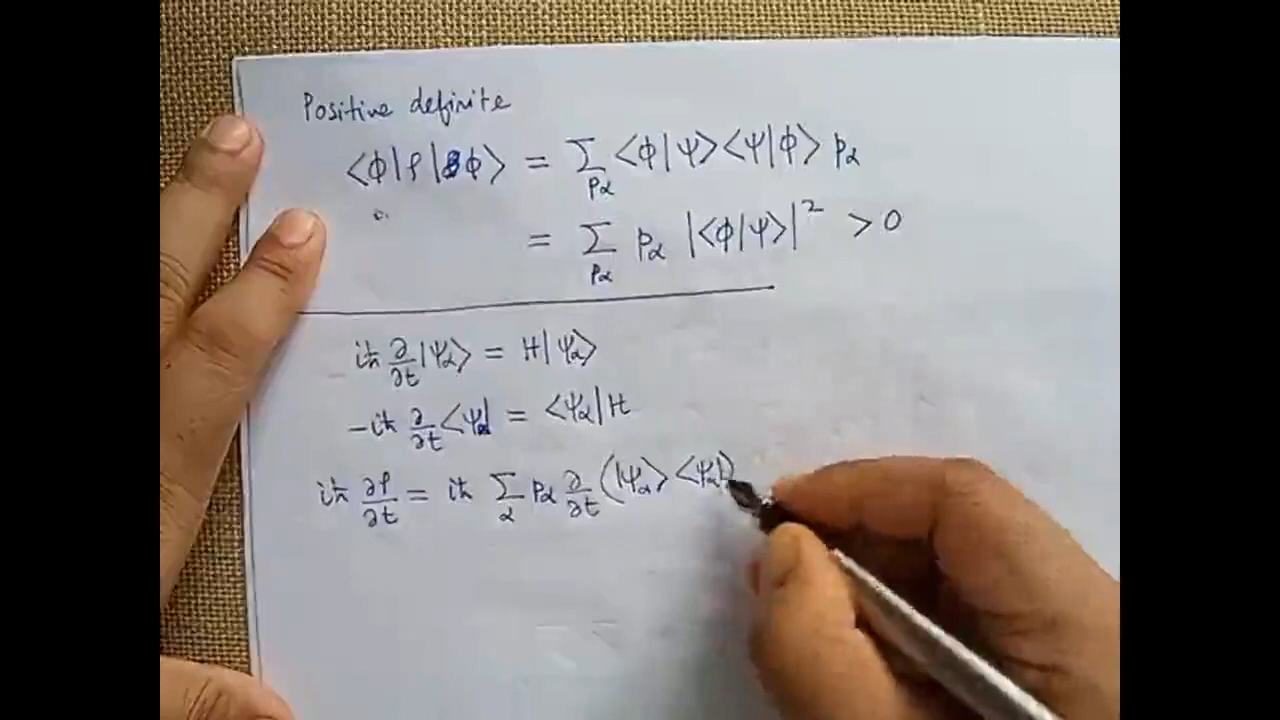 Positive definite
⟨ϕ|ρ|ϕ⟩ = ∑_{pα} ⟨ϕ|ψ⟩⟨ψ|ϕ⟩ pα
= ∑_{pα} pα |⟨ϕ|ψ⟩|² > 0
iħ ∂/∂t |ψα⟩ = H|ψα⟩
-iħ ∂/∂t ⟨ψα| = ⟨ψα|H
iħ ∂ρ/∂t = iħ ∑_α pα ∂/∂t (|ψα⟩⟨ψα|)